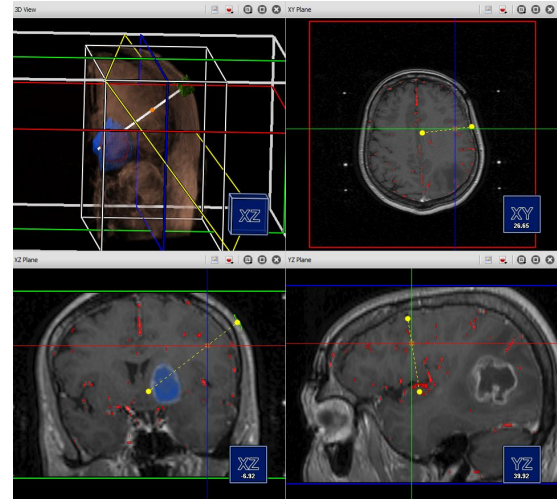 3D View
XY Plane
XZ
XY
26.65
XZ Plane
YZ Plane
XZ
-6.92
YZ
39.92